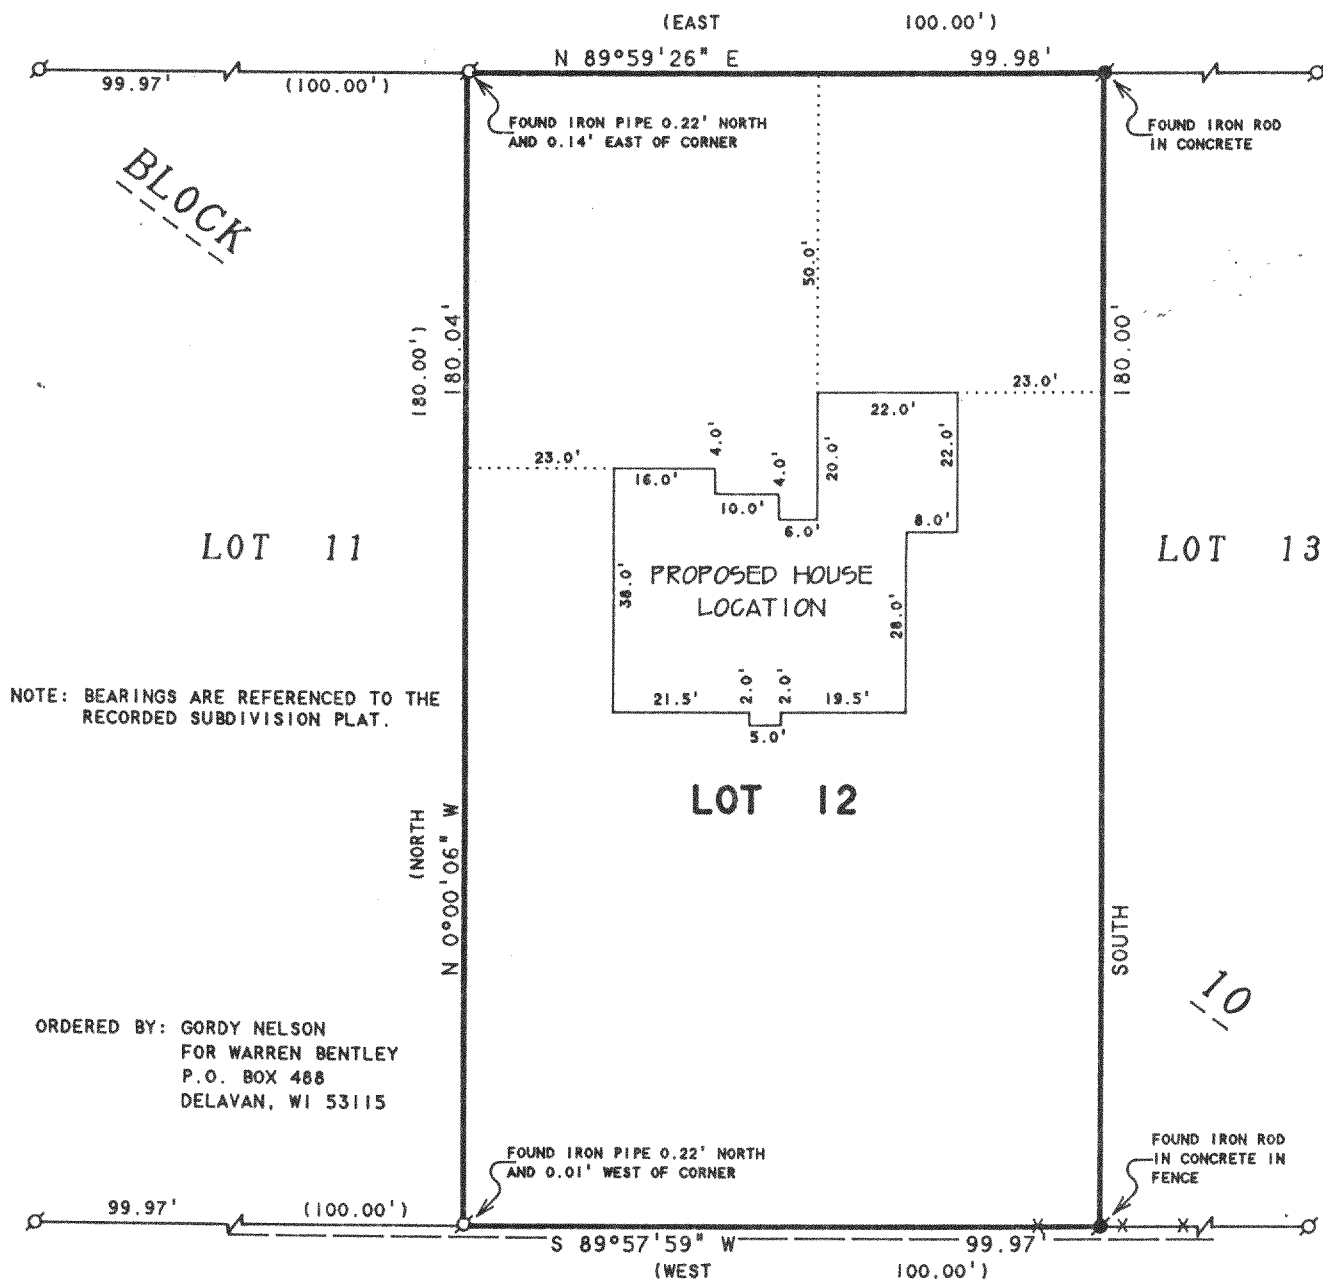 (EAST 100.00')
N 89°59'26" E 99.98'
99.97' (100.00')
FOUND IRON PIPE 0.22' NORTH
AND 0.14' EAST OF CORNER
FOUND IRON ROD
IN CONCRETE
BLOCK
50.0'
180.00')
180.04'
180.00'
23.0'
22.0'
4.0'
20.0'
22.0'
23.0'
16.0'
4.0'
10.0'
6.0'
8.0'
LOT 11
LOT 13
38.0'
PROPOSED HOUSE
LOCATION
28.0'
NOTE: BEARINGS ARE REFERENCED TO THE
RECORDED SUBDIVISION PLAT.
21.5'
2.0'
2.0'
19.5'
5.0'
LOT 12
(NORTH
N 0°00'06" W
SOUTH
10
ORDERED BY: GORDY NELSON
FOR WARREN BENTLEY
P.O. BOX 488
DELAVAN, WI 53115
FOUND IRON PIPE 0.22' NORTH
AND 0.01' WEST OF CORNER
FOUND IRON ROD
IN CONCRETE IN
FENCE
99.97' (100.00')
S 89°57'59" W 99.97'
(WEST 100.00')